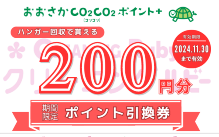 おおさかCO2CO2ポイント+
(コツコツ)
ハンガー回収で貰える
有効期限
2024.11.30
まで有効
200円分
期間
限定
ポイント引換券